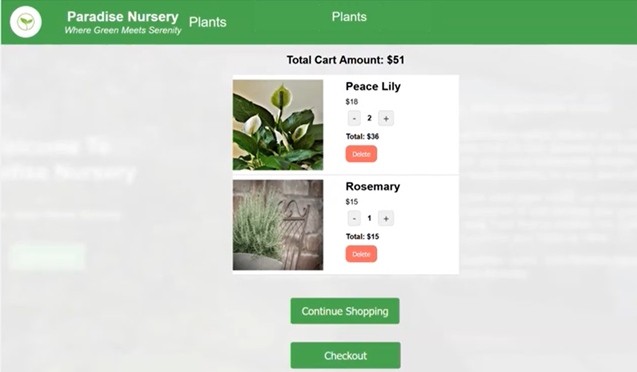 Paradise Nursery
Where Green Meets Serenity
Plants
Plants
Total Cart Amount: $51
Peace Lily
$18
- 2 +
Total: $36
Delete
Rosemary
$15
- 1 +
Total: $15
Delete
Continue Shopping
Checkout